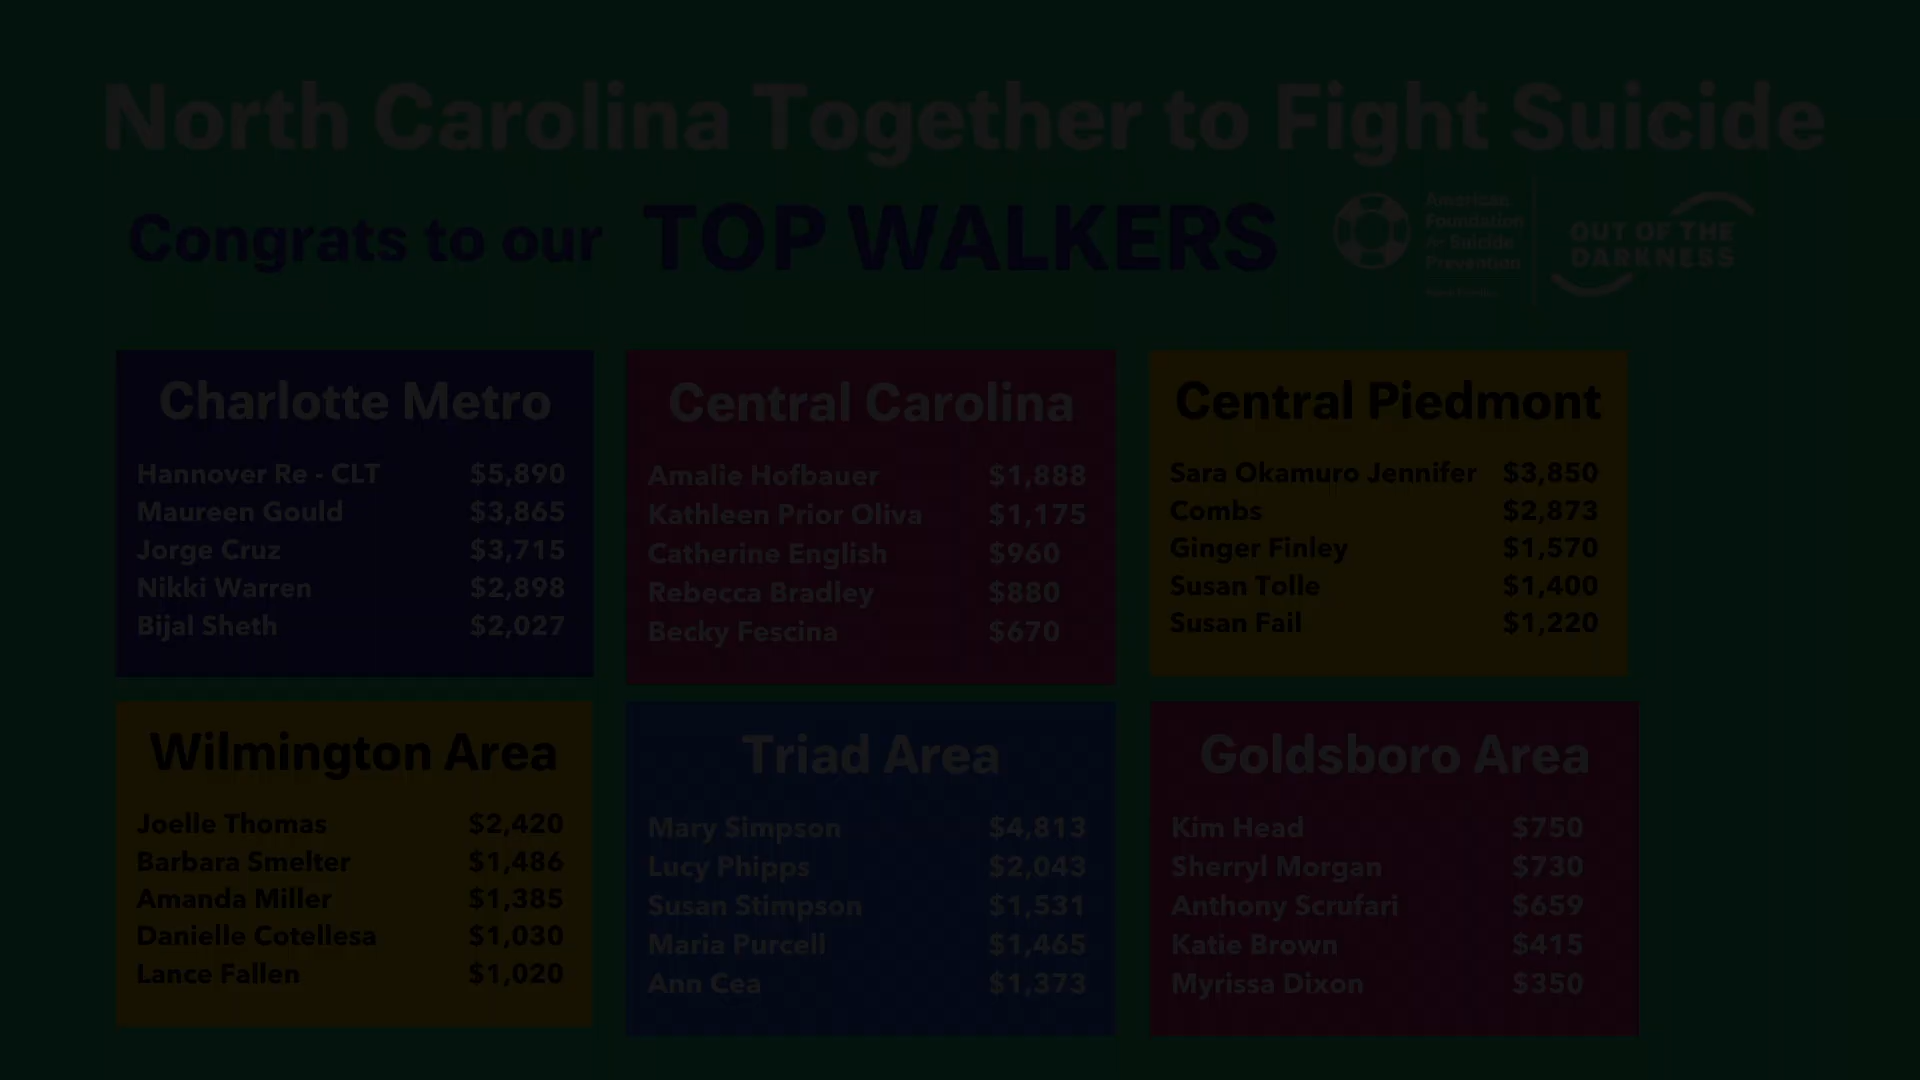 North Carolina Together to Fight Suicide
Congrats to our TOP WALKERS
American
Foundation
for Suicide
Prevention
OUT OF THE
DARKNESS
Charlotte Metro
Hannover Re - CLT $5,890
Maureen Gould $3,865
Jorge Cruz $3,715
Nikki Warren $2,898
Bijal Sheth $2,027
Central Carolina
Amalie Hofbauer $1,888
Kathleen Prior Oliva $1,175
Catherine English $960
Rebecca Bradley $880
Becky Fescina $670
Central Piedmont
Sara Okamuro Jennifer $3,850
Combs $2,873
Ginger Finley $1,570
Susan Tolle $1,400
Susan Fail $1,220
Wilmington Area
Joelle Thomas $2,420
Barbara Smelter $1,486
Amanda Miller $1,385
Danielle Cotellesa $1,030
Lance Fallen $1,020
Triad Area
Mary Simpson $4,813
Lucy Phipps $2,043
Susan Stimpson $1,531
Maria Purcell $1,465
Ann Cea $1,373
Goldsboro Area
Kim Head $750
Sherryl Morgan $730
Anthony Scrufari $659
Katie Brown $415
Myrissa Dixon $350